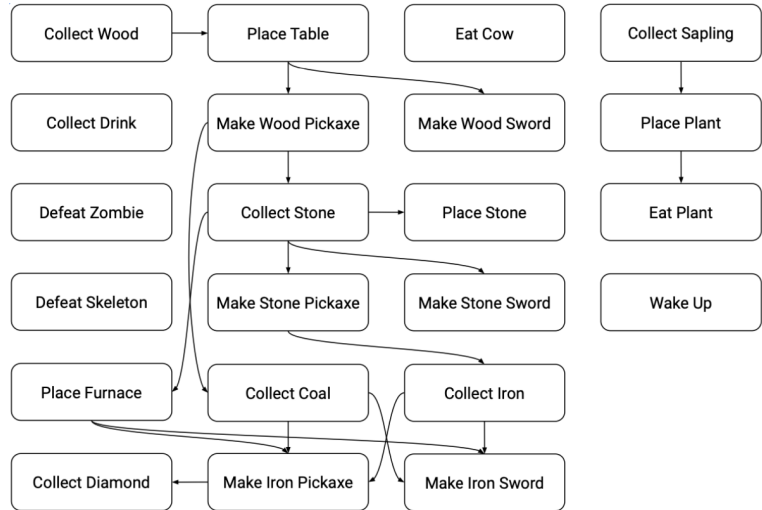 Collect Wood
Place Table
Eat Cow
Collect Sapling
Collect Drink
Make Wood Pickaxe
Make Wood Sword
Place Plant
Defeat Zombie
Collect Stone
Place Stone
Eat Plant
Defeat Skeleton
Make Stone Pickaxe
Make Stone Sword
Wake Up
Place Furnace
Collect Coal
Collect Iron
Collect Diamond
Make Iron Pickaxe
Make Iron Sword